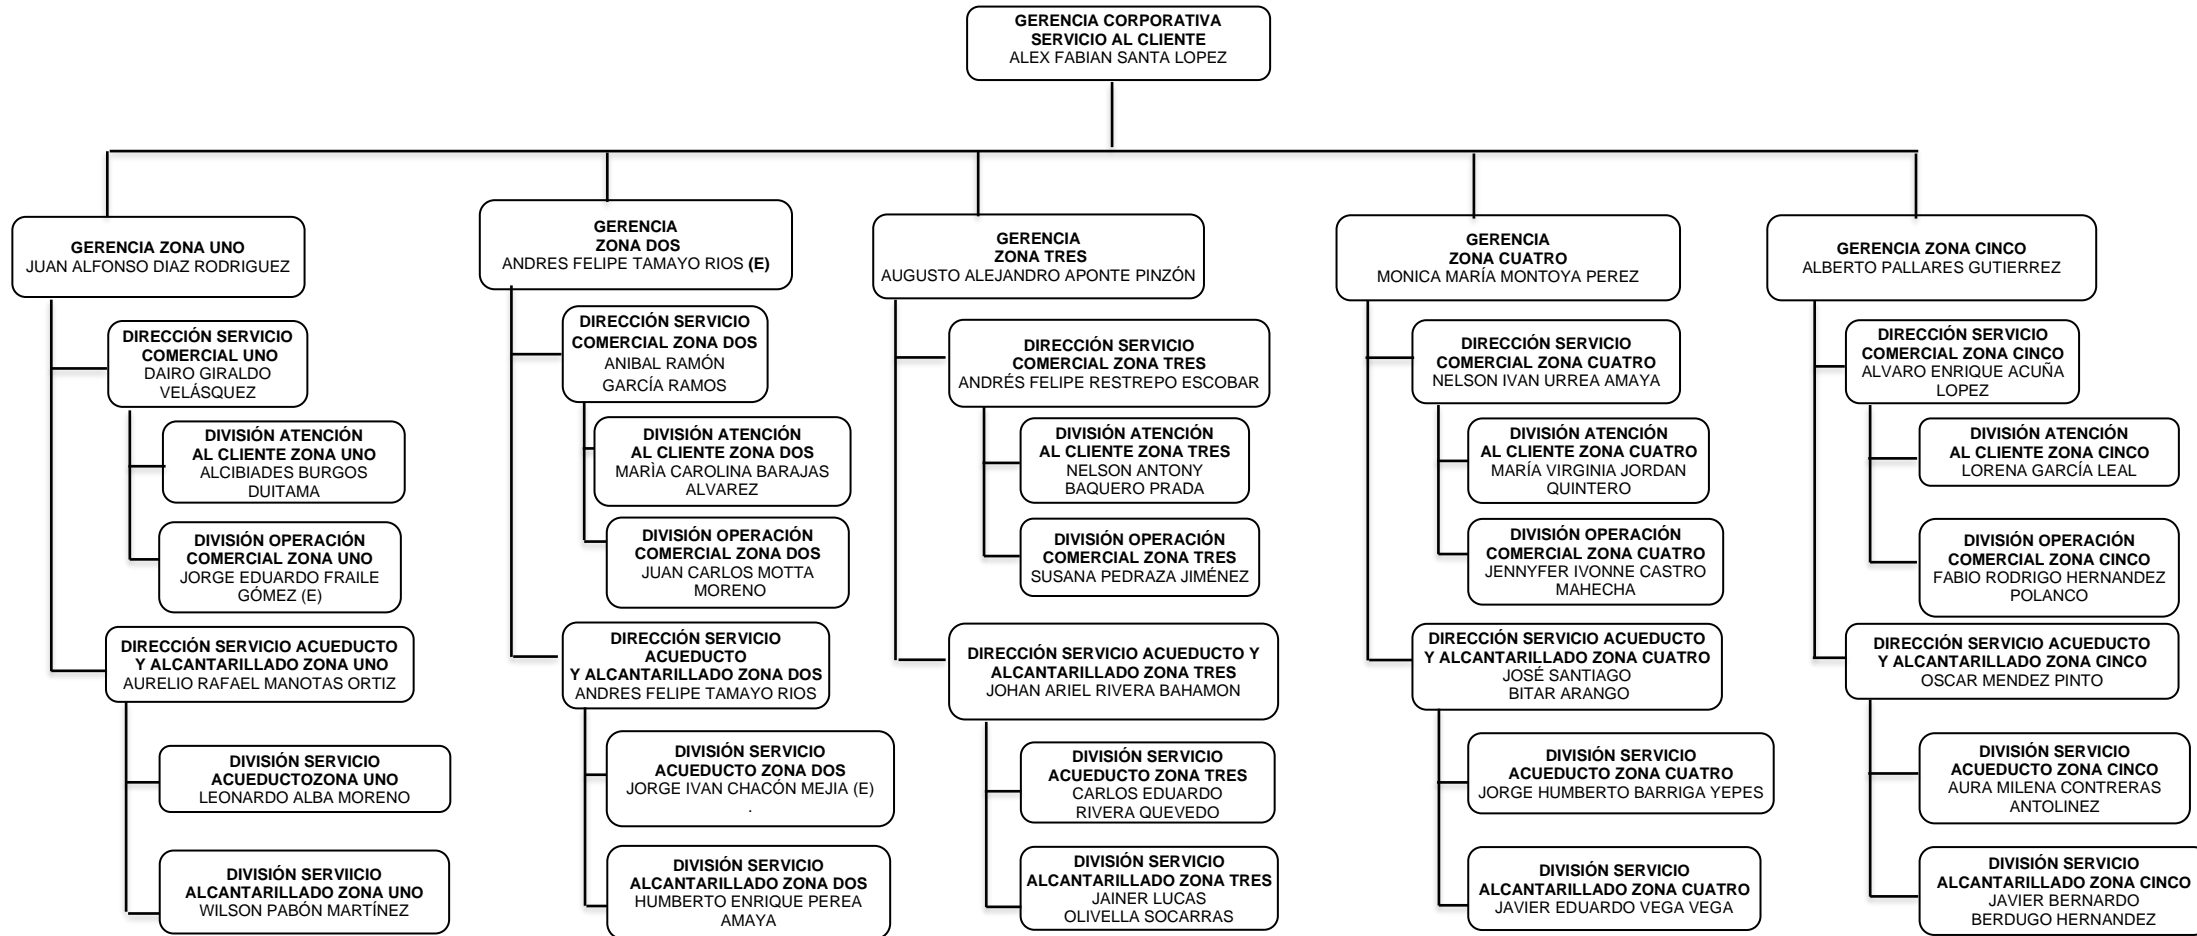 GERENCIA CORPORATIVA
SERVICIO AL CLIENTE
ALEX FABIAN SANTA LOPEZ
GERENCIA ZONA UNO
JUAN ALFONSO DIAZ RODRIGUEZ
DIRECCIÓN SERVICIO
COMERCIAL UNO
DAIRO GIRALDO
VELÁSQUEZ
DIVISIÓN ATENCIÓN
AL CLIENTE ZONA UNO
ALCIBIADES BURGOS
DUITAMA
DIVISIÓN OPERACIÓN
COMERCIAL ZONA UNO
JORGE EDUARDO FRAILE
GÓMEZ (E)
DIRECCIÓN SERVICIO ACUEDUCTO
Y ALCANTARILLADO ZONA UNO
AURELIO RAFAEL MANOTAS ORTIZ
DIVISIÓN SERVICIO
ACUEDUCTOZONA UNO
LEONARDO ALBA MORENO
DIVISIÓN SERVIICIO
ALCANTARILLADO ZONA UNO
WILSON PABÓN MARTÍNEZ
GERENCIA
ZONA DOS
ANDRES FELIPE TAMAYO RIOS (E)
DIRECCIÓN SERVICIO
COMERCIAL ZONA DOS
ANIBAL RAMÓN
GARCÍA RAMOS
DIVISIÓN ATENCIÓN
AL CLIENTE ZONA DOS
MARÌA CAROLINA BARAJAS
ALVAREZ
DIVISIÓN OPERACIÓN
COMERCIAL ZONA DOS
JUAN CARLOS MOTTA
MORENO
DIRECCIÓN SERVICIO
ACUEDUCTO
Y ALCANTARILLADO ZONA DOS
ANDRES FELIPE TAMAYO RIOS
DIVISIÓN SERVICIO
ACUEDUCTO ZONA DOS
JORGE IVAN CHACÓN MEJIA (E)
.
DIVISIÓN SERVICIO
ALCANTARILLADO ZONA DOS
HUMBERTO ENRIQUE PEREA
AMAYA
GERENCIA
ZONA TRES
AUGUSTO ALEJANDRO APONTE PINZÓN
DIRECCIÓN SERVICIO
COMERCIAL ZONA TRES
ANDRÉS FELIPE RESTREPO ESCOBAR
DIVISIÓN ATENCIÓN
AL CLIENTE ZONA TRES
NELSON ANTONY
BAQUERO PRADA
DIVISIÓN OPERACIÓN
COMERCIAL ZONA TRES
SUSANA PEDRAZA JIMÉNEZ
DIRECCIÓN SERVICIO ACUEDUCTO Y
ALCANTARILLADO ZONA TRES
JOHAN ARIEL RIVERA BAHAMON
DIVISIÓN SERVICIO
ACUEDUCTO ZONA TRES
CARLOS EDUARDO
RIVERA QUEVEDO
DIVISIÓN SERVICIO
ALCANTARILLADO ZONA TRES
JAINER LUCAS
OLIVELLA SOCARRAS
GERENCIA
ZONA CUATRO
MONICA MARÍA MONTOYA PEREZ
DIRECCIÓN SERVICIO
COMERCIAL ZONA CUATRO
NELSON IVAN URREA AMAYA
DIVISIÓN ATENCIÓN
AL CLIENTE ZONA CUATRO
MARÍA VIRGINIA JORDAN
QUINTERO
DIVISIÓN OPERACIÓN
COMERCIAL ZONA CUATRO
JENNYFER IVONNE CASTRO
MAHECHA
DIRECCIÓN SERVICIO ACUEDUCTO
Y ALCANTARILLADO ZONA CUATRO
JOSÉ SANTIAGO
BITAR ARANGO
DIVISIÓN SERVICIO
ACUEDUCTO ZONA CUATRO
JORGE HUMBERTO BARRIGA YEPES
DIVISIÓN SERVICIO
ALCANTARILLADO ZONA CUATRO
JAVIER EDUARDO VEGA VEGA
GERENCIA ZONA CINCO
ALBERTO PALLARES GUTIERREZ
DIRECCIÓN SERVICIO
COMERCIAL ZONA CINCO
ALVARO ENRIQUE ACUÑA
LOPEZ
DIVISIÓN ATENCIÓN
AL CLIENTE ZONA CINCO
LORENA GARCÍA LEAL
DIVISIÓN OPERACIÓN
COMERCIAL ZONA CINCO
FABIO RODRIGO HERNANDEZ
POLANCO
DIRECCIÓN SERVICIO ACUEDUCTO
Y ALCANTARILLADO ZONA CINCO
OSCAR MENDEZ PINTO
DIVISIÓN SERVICIO
ACUEDUCTO ZONA CINCO
AURA MILENA CONTRERAS
ANTOLINEZ
DIVISIÓN SERVICIO
ALCANTARILLADO ZONA CINCO
JAVIER BERNARDO
BERDUGO HERNANDEZ